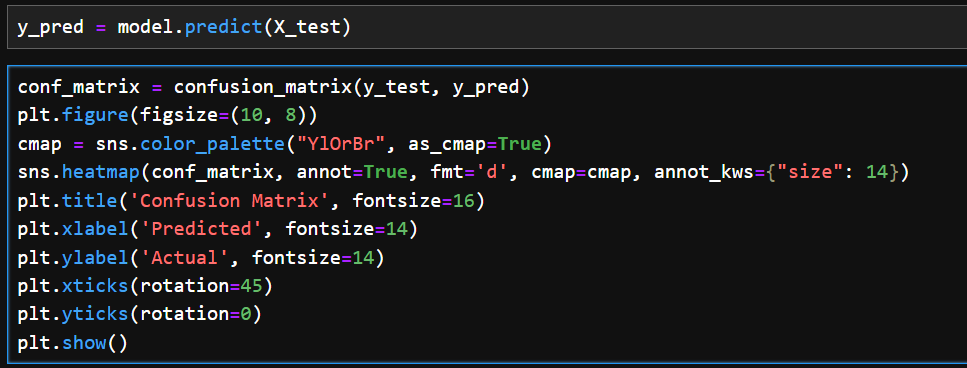 y_pred = model.predict(X_test)
conf_matrix = confusion_matrix(y_test, y_pred)
plt.figure(figsize=(10, 8))
cmap = sns.color_palette("YlOrBr", as_cmap=True)
sns.heatmap(conf_matrix, annot=True, fmt='d', cmap=cmap, annot_kws={"size": 14})
plt.title('Confusion Matrix', fontsize=16)
plt.xlabel('Predicted', fontsize=14)
plt.ylabel('Actual', fontsize=14)
plt.xticks(rotation=45)
plt.yticks(rotation=0)
plt.show()